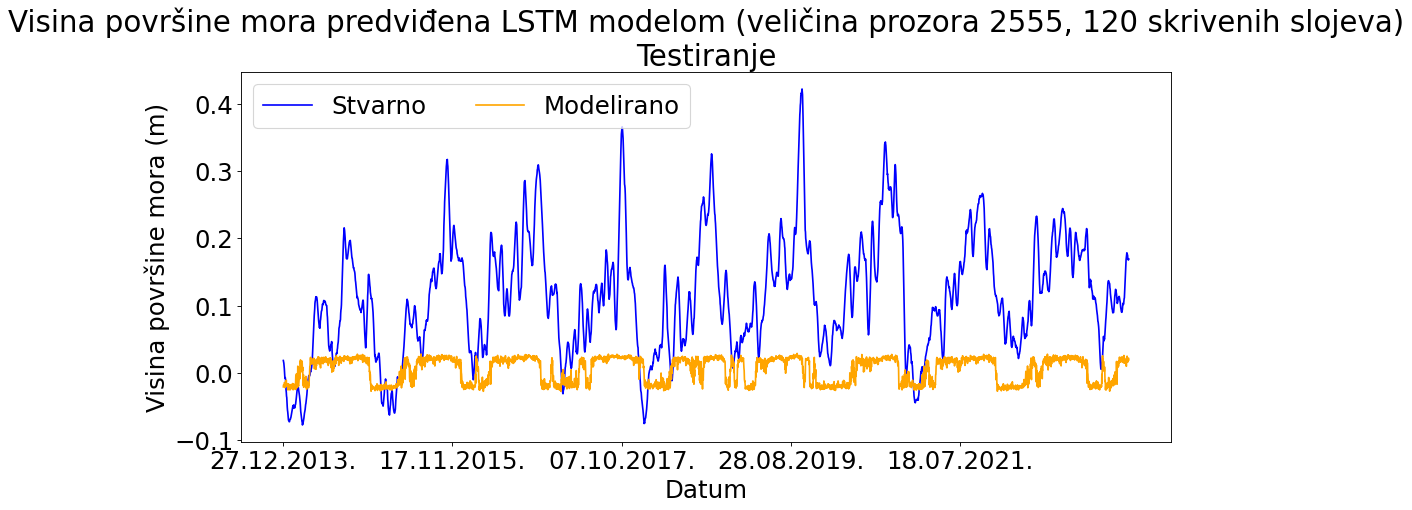 Visina površine mora predviđena LSTM modelom (veličina prozora 2555, 120 skrivenih slojeva)
Testiranje
Stvarno
Modelirano
Visina površine mora (m)
0.4
0.3
0.2
0.1
0.0
−0.1
27.12.2013.
17.11.2015.
07.10.2017.
28.08.2019.
18.07.2021.
Datum